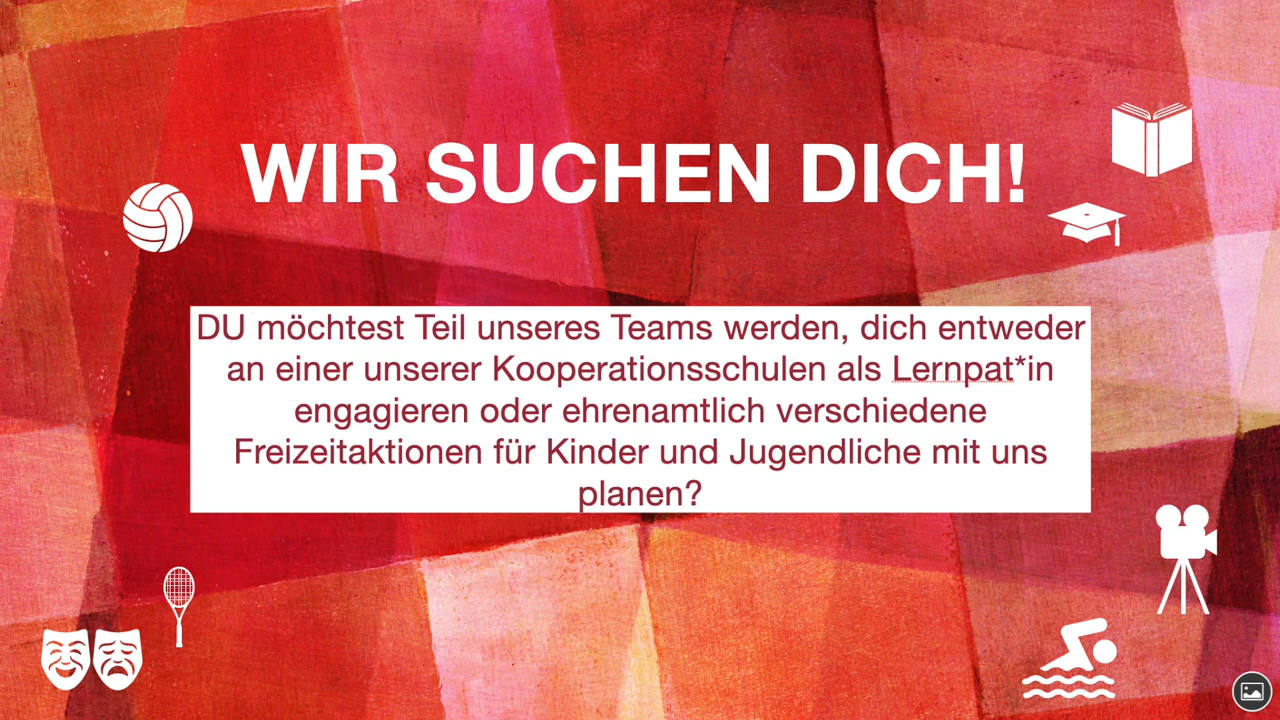 WIR SUCHEN DICH!
DU möchtest Teil unseres Teams werden, dich entweder
an einer unserer Kooperationsschulen als Lernpat*in
engagieren oder ehrenamtlich verschiedene
Freizeitaktionen für Kinder und Jugendliche mit uns
planen?